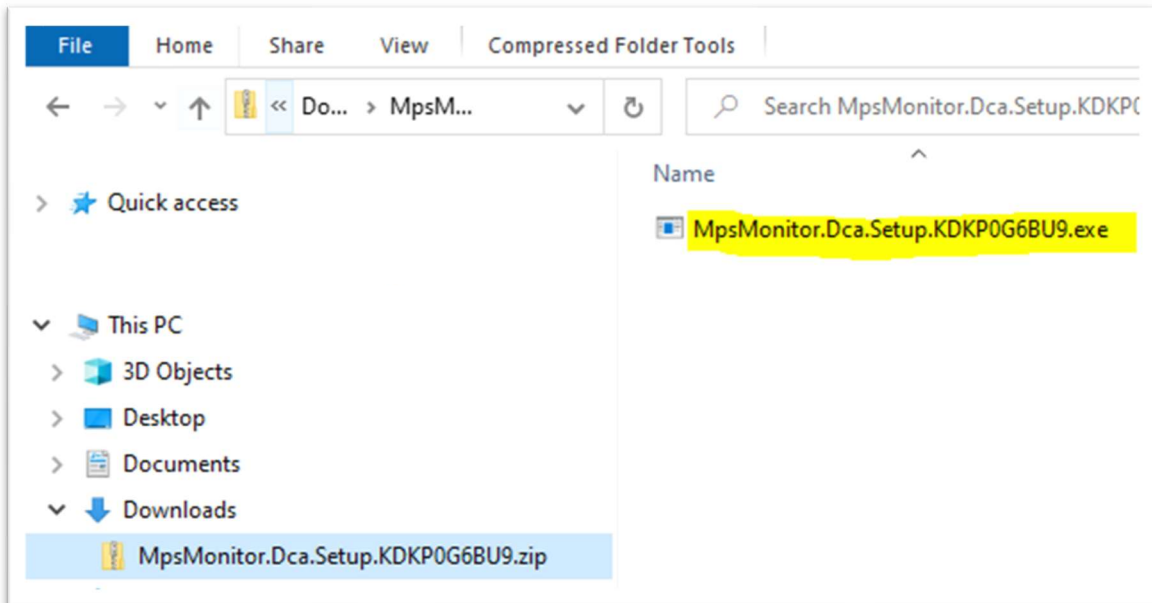 File Home Share View Compressed Folder Tools
« Do... > MpsM... Search MpsMonitor.Dca.Setup.KDKP0
Name
Quick access
MpsMonitor.Dca.Setup.KDKP0G6BU9.exe
This PC
3D Objects
Desktop
Documents
Downloads
MpsMonitor.Dca.Setup.KDKP0G6BU9.zip